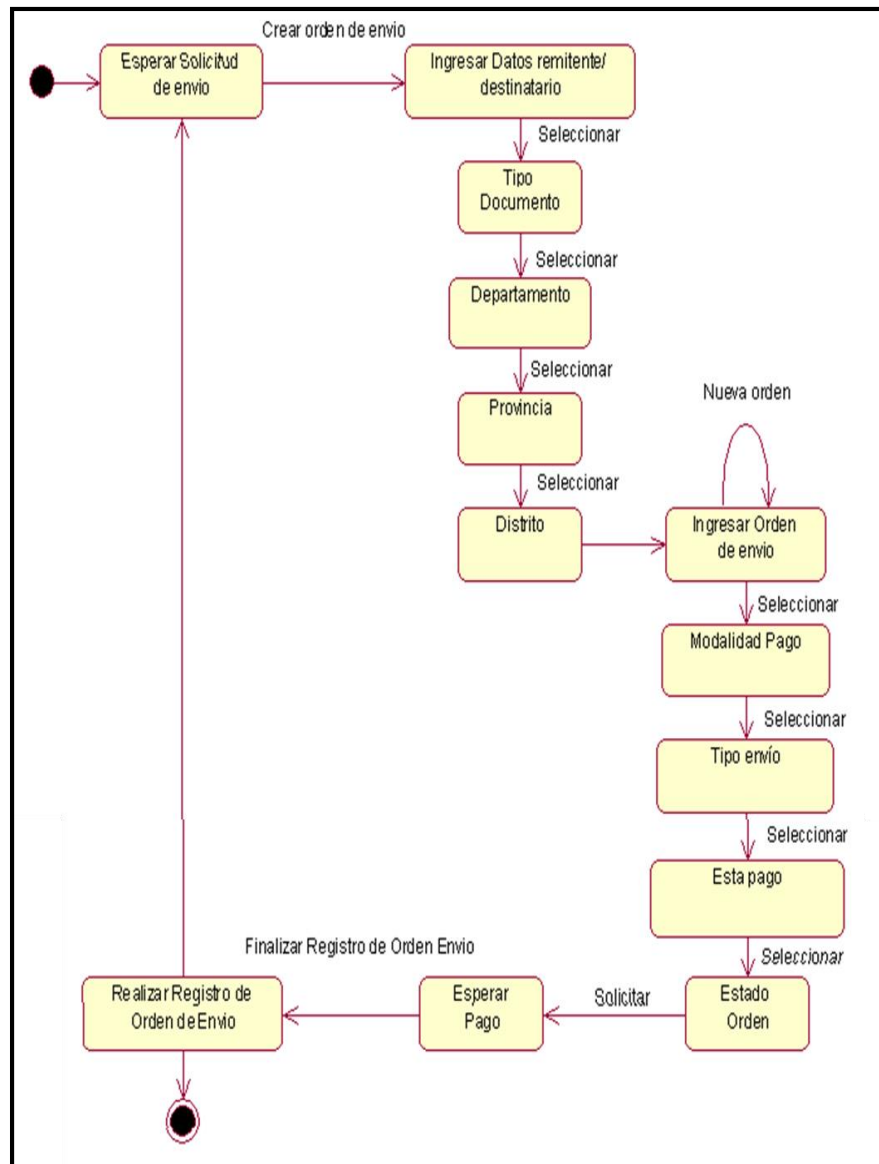 Crear orden de envio
Esperar Solicitud
de envio
Ingresar Datos remitente/
destinatario
Seleccionar
Tipo
Documento
Seleccionar
Departamento
Seleccionar
Provincia
Nueva orden
Seleccionar
Distrito
Ingresar Orden
de envio
Seleccionar
Modalidad Pago
Seleccionar
Tipo envío
Seleccionar
Esta pago
Finalizar Registro de Orden Envio
Seleccionar
Realizar Registro de
Orden de Envio
Esperar
Pago
Solicitar
Estado
Orden